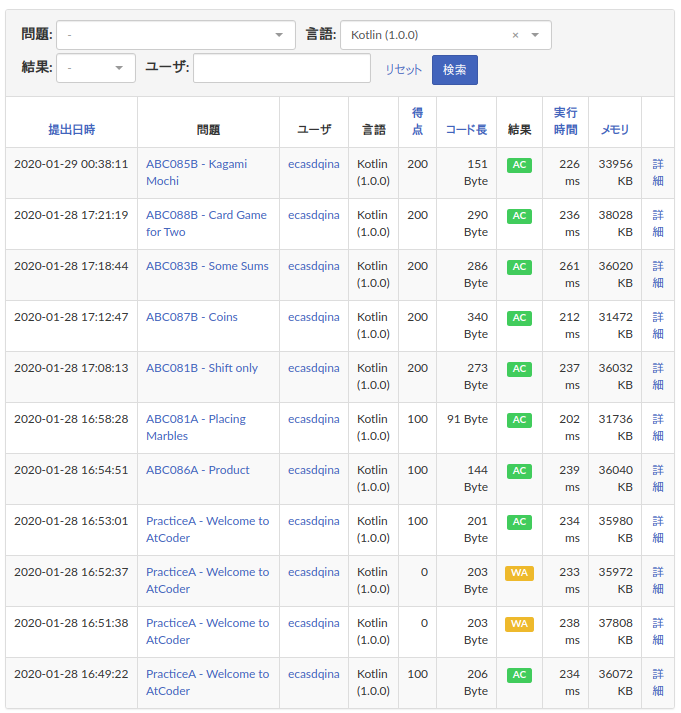 問題: - 言語: Kotlin (1.0.0) ×
結果: - ユーザ: リセット 検索
提出日時 問題 ユーザ 言語 得点 コード長 結果 実行時間 メモリ
2020-01-29 00:38:11 ABC085B - Kagami Mochi ecasdqina Kotlin (1.0.0) 200 151 Byte AC 226 ms 33956 KB 詳細
2020-01-28 17:21:19 ABC088B - Card Game for Two ecasdqina Kotlin (1.0.0) 200 290 Byte AC 236 ms 38028 KB 詳細
2020-01-28 17:18:44 ABC083B - Some Sums ecasdqina Kotlin (1.0.0) 200 286 Byte AC 261 ms 36020 KB 詳細
2020-01-28 17:12:47 ABC087B - Coins ecasdqina Kotlin (1.0.0) 200 340 Byte AC 212 ms 31472 KB 詳細
2020-01-28 17:08:13 ABC081B - Shift only ecasdqina Kotlin (1.0.0) 200 273 Byte AC 237 ms 36032 KB 詳細
2020-01-28 16:58:28 ABC081A - Placing Marbles ecasdqina Kotlin (1.0.0) 100 91 Byte AC 202 ms 31736 KB 詳細
2020-01-28 16:54:51 ABC086A - Product ecasdqina Kotlin (1.0.0) 100 144 Byte AC 239 ms 36040 KB 詳細
2020-01-28 16:53:01 PracticeA - Welcome to AtCoder ecasdqina Kotlin (1.0.0) 100 201 Byte AC 234 ms 35980 KB 詳細
2020-01-28 16:52:37 PracticeA - Welcome to AtCoder ecasdqina Kotlin (1.0.0) 0 203 Byte WA 233 ms 35972 KB 詳細
2020-01-28 16:51:38 PracticeA - Welcome to AtCoder ecasdqina Kotlin (1.0.0) 0 203 Byte WA 238 ms 37808 KB 詳細
2020-01-28 16:49:22 PracticeA - Welcome to AtCoder ecasdqina Kotlin (1.0.0) 100 206 Byte AC 234 ms 36072 KB 詳細